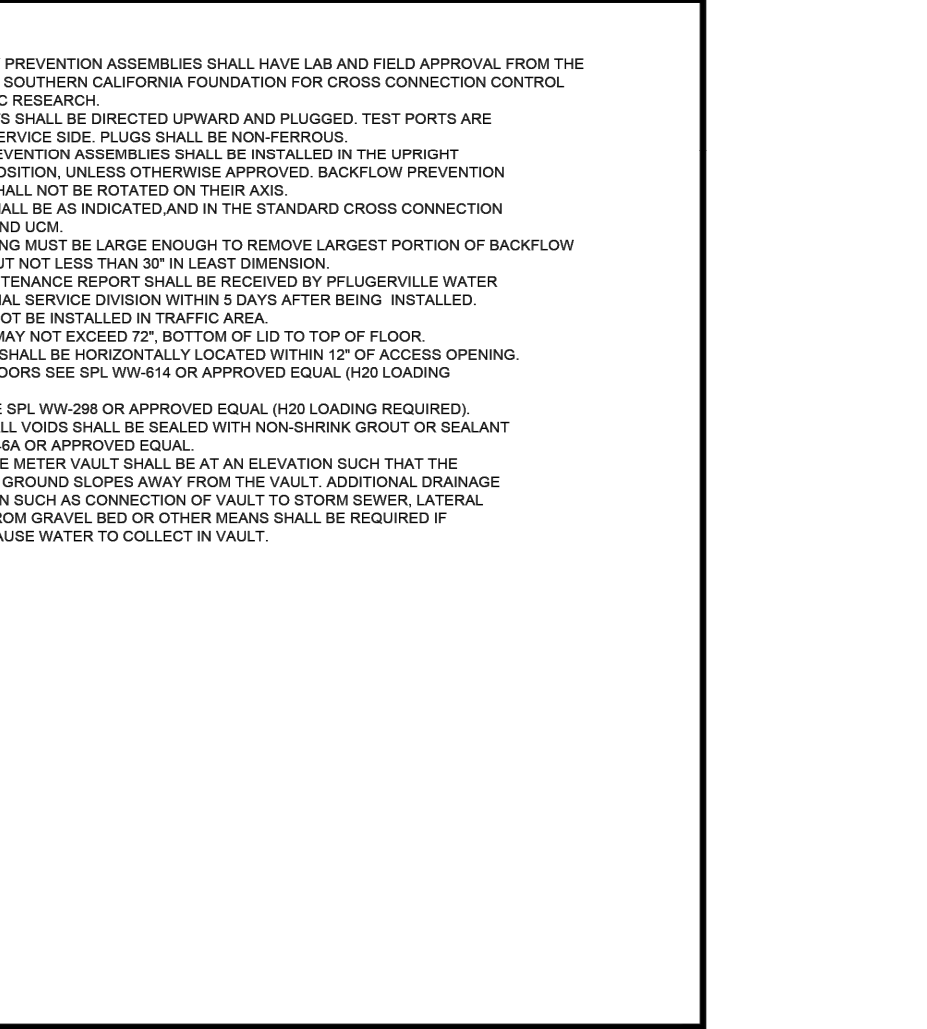 PREVENTION ASSEMBLIES SHALL HAVE LAB AND FIELD APPROVAL FROM THE
SOUTHERN CALIFORNIA FOUNDATION FOR CROSS CONNECTION CONTROL
C RESEARCH.
S SHALL BE DIRECTED UPWARD AND PLUGGED. TEST PORTS ARE
ERVICE SIDE. PLUGS SHALL BE NON-FERROUS.
EVENTION ASSEMBLIES SHALL BE INSTALLED IN THE UPRIGHT
OSITION, UNLESS OTHERWISE APPROVED. BACKFLOW PREVENTION
HALL NOT BE ROTATED ON THEIR AXIS.
ALL BE AS INDICATED,AND IN THE STANDARD CROSS CONNECTION
ND UCM.
NG MUST BE LARGE ENOUGH TO REMOVE LARGEST PORTION OF BACKFLOW
UT NOT LESS THAN 30" IN LEAST DIMENSION.
TENANCE REPORT SHALL BE RECEIVED BY PFLUGERVILLE WATER
AL SERVICE DIVISION WITHIN 5 DAYS AFTER BEING INSTALLED.
OT BE INSTALLED IN TRAFFIC AREA.
MAY NOT EXCEED 72", BOTTOM OF LID TO TOP OF FLOOR.
SHALL BE HORIZONTALLY LOCATED WITHIN 12" OF ACCESS OPENING.
OORS SEE SPL WW-614 OR APPROVED EQUAL (H20 LOADING
E SPL WW-298 OR APPROVED EQUAL (H20 LOADING REQUIRED).
LL VOIDS SHALL BE SEALED WITH NON-SHRINK GROUT OR SEALANT
6A OR APPROVED EQUAL.
E METER VAULT SHALL BE AT AN ELEVATION SUCH THAT THE
GROUND SLOPES AWAY FROM THE VAULT. ADDITIONAL DRAINAGE
N SUCH AS CONNECTION OF VAULT TO STORM SEWER, LATERAL
ROM GRAVEL BED OR OTHER MEANS SHALL BE REQUIRED IF
AUSE WATER TO COLLECT IN VAULT.